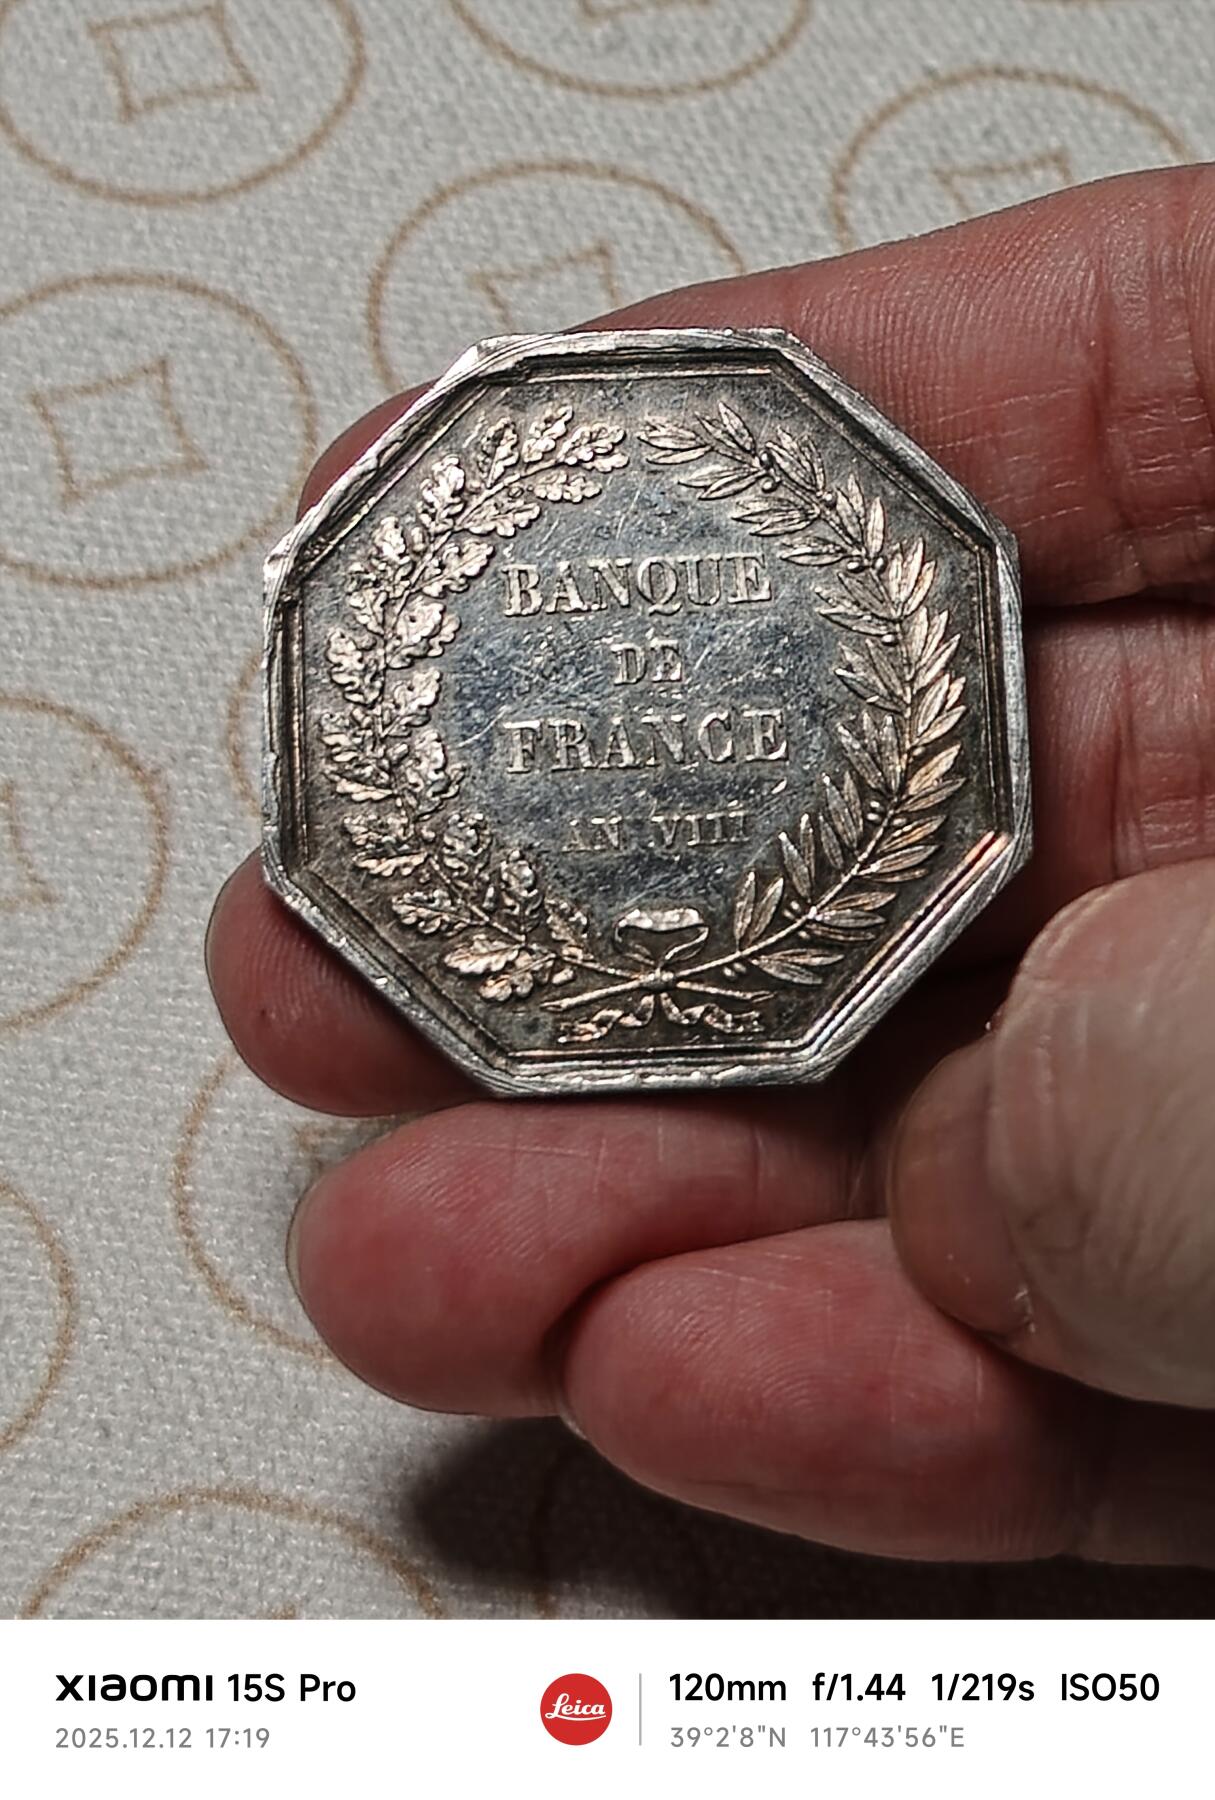 BANQUE
DE
FRANCE
AN VIII
xiaomi 15S Pro
2025.12.12 17:19
Leica
120mm f/1.44 1/219s ISO50
39°2'8"N 117°43'56"E